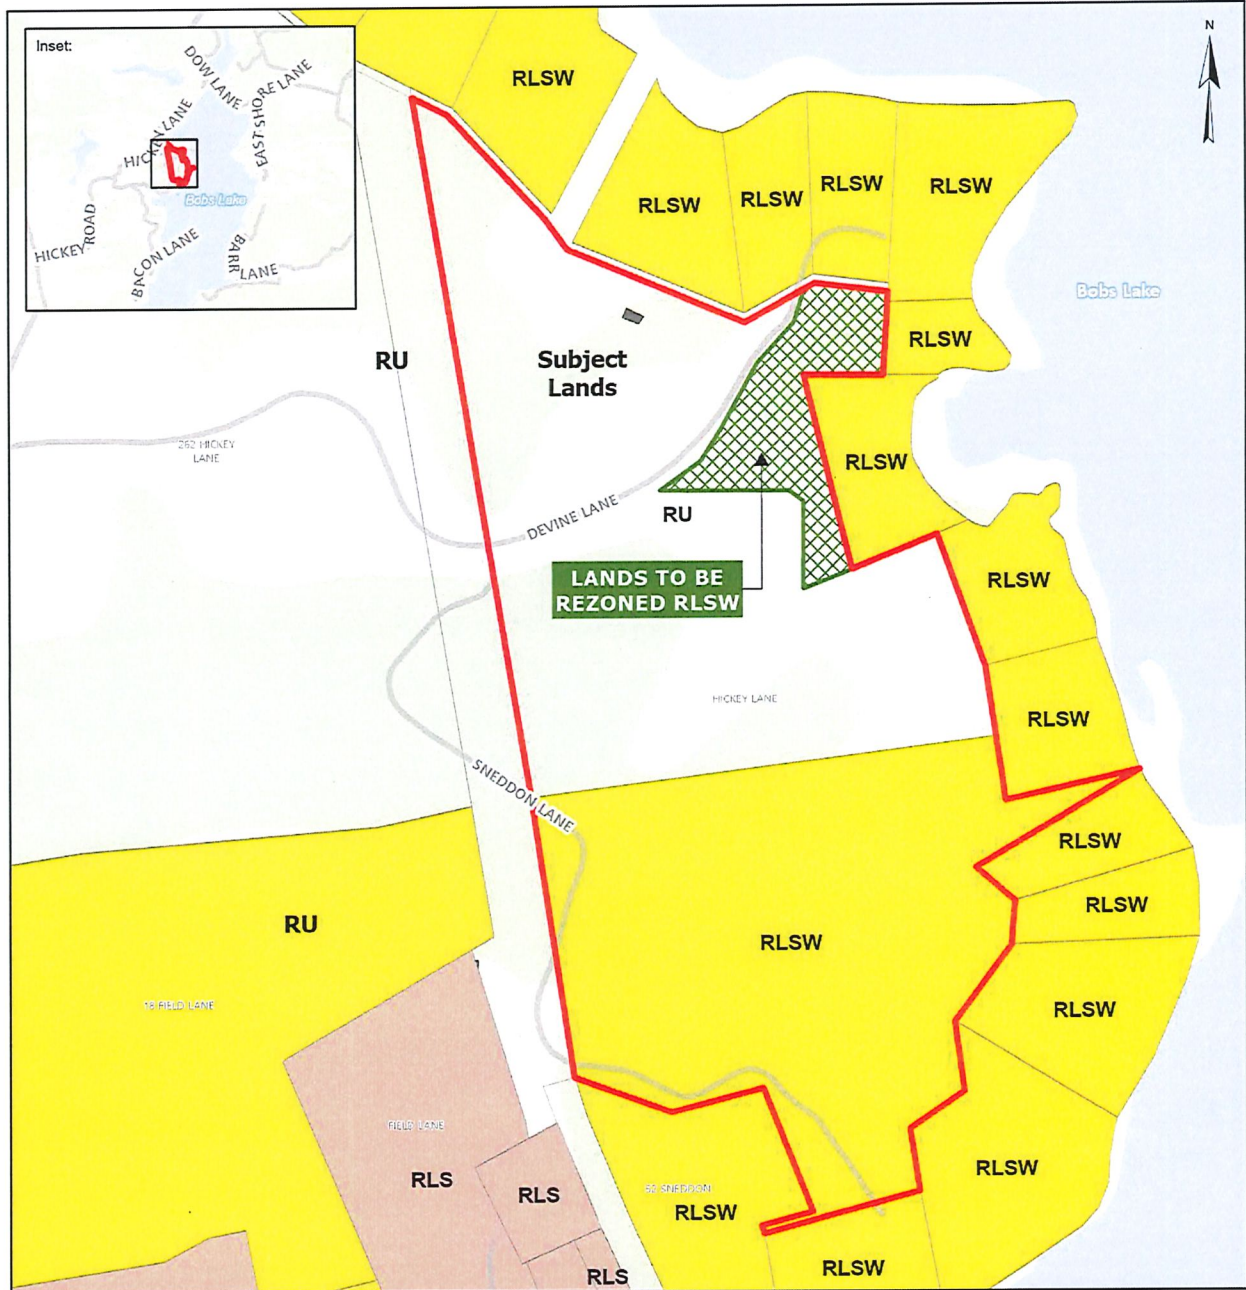 Inset:
DOW LANE
EAST SHORE LANE
HICKEY LANE
Bobs Lake
HICKEY ROAD
BACON LANE
BARR LANE
N
RLSW
RLSW
RLSW
RLSW
RLSW
Bobs Lake
RLSW
RU
Subject
Lands
262 HICKEY
LANE
RLSW
DEVINE LANE
RU
LANDS TO BE
REZONED RLSW
RLSW
HICKEY LANE
RLSW
SNEDDON LANE
RLSW
RLSW
RU
RLSW
18 FIELD LANE
RLSW
FIELD LANE
RLS
RLS
RLSW
62 SNEDDON
RLSW
RLSW
RLS